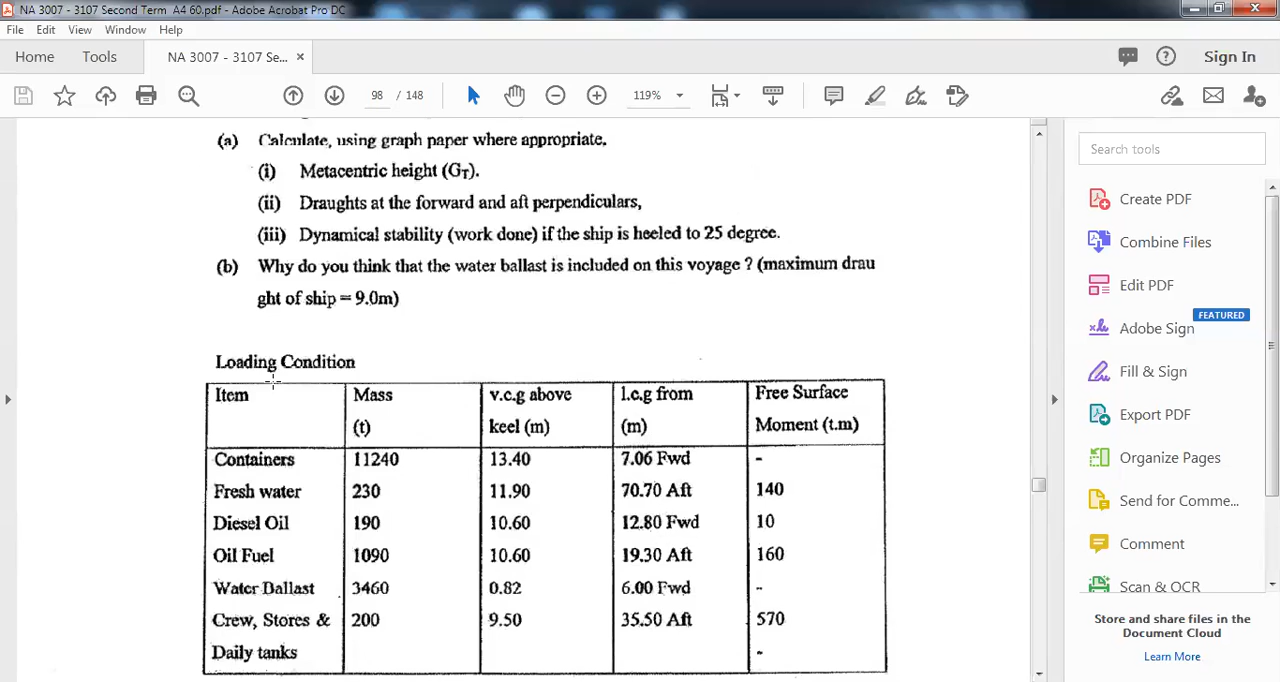 NA 3007 - 3107 Second Term A4 60.pdf - Adobe Acrobat Pro DC
File Edit View Window Help
Home Tools NA 3007 - 3107 Se... × Sign In
98 / 148 119%
(a) Calculate, using graph paper where appropriate.
(i) Metacentric height (GT).
(ii) Draughts at the forward and aft perpendiculars,
(iii) Dynamical stability (work done) if the ship is heeled to 25 degree.
(b) Why do you think that the water ballast is included on this voyage ? (maximum drau
ght of ship = 9.0m)
Loading Condition
Item Mass v.c.g above l.c.g from Free Surface
(t) keel (m) (m) Moment (t.m)
Containers 11240 13.40 7.06 Fwd -
Fresh water 230 11.90 70.70 Aft 140
Diesel Oil 190 10.60 12.80 Fwd 10
Oil Fuel 1090 10.60 19.30 Aft 160
Water Ballast 3460 0.82 6.00 Fwd -
Crew, Stores & 200 9.50 35.50 Aft 570
Daily tanks -
Search tools
Create PDF
Combine Files
Edit PDF
FEATURED
Adobe Sign
Fill & Sign
Export PDF
Organize Pages
Send for Comme...
Comment
Scan & OCR
Store and share files in the
Document Cloud
Learn More